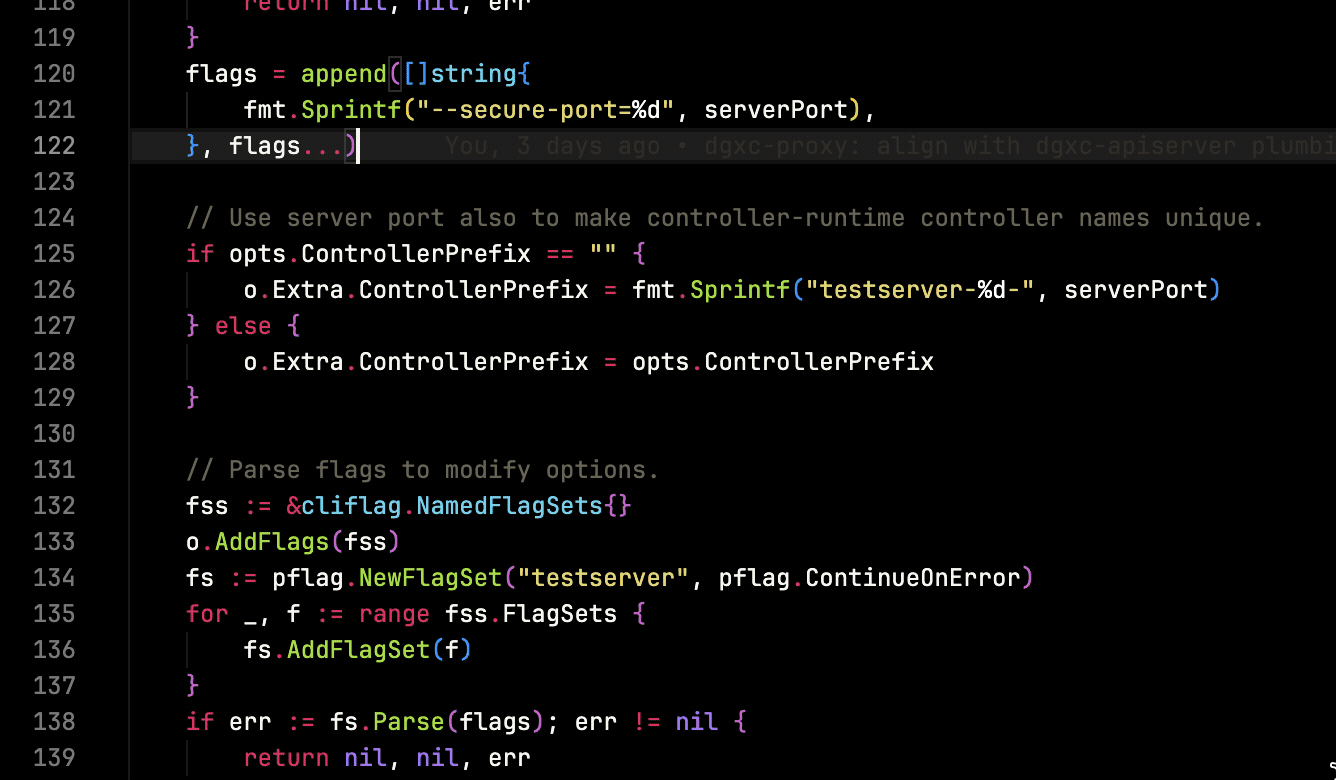 118 return nil, nil, err
119 }
120 flags = append([]string{
121 fmt.Sprintf("--secure-port=%d", serverPort),
122 }, flags...) You, 3 days ago • dgxc-proxy: align with dgxc-apiserver plumbi
123
124 // Use server port also to make controller-runtime controller names unique.
125 if opts.ControllerPrefix == "" {
126 o.Extra.ControllerPrefix = fmt.Sprintf("testserver-%d-", serverPort)
127 } else {
128 o.Extra.ControllerPrefix = opts.ControllerPrefix
129 }
130
131 // Parse flags to modify options.
132 fss := &cliflag.NamedFlagSets{}
133 o.AddFlags(fss)
134 fs := pflag.NewFlagSet("testserver", pflag.ContinueOnError)
135 for _, f := range fss.FlagSets {
136 fs.AddFlagSet(f)
137 }
138 if err := fs.Parse(flags); err != nil {
139 return nil, nil, err